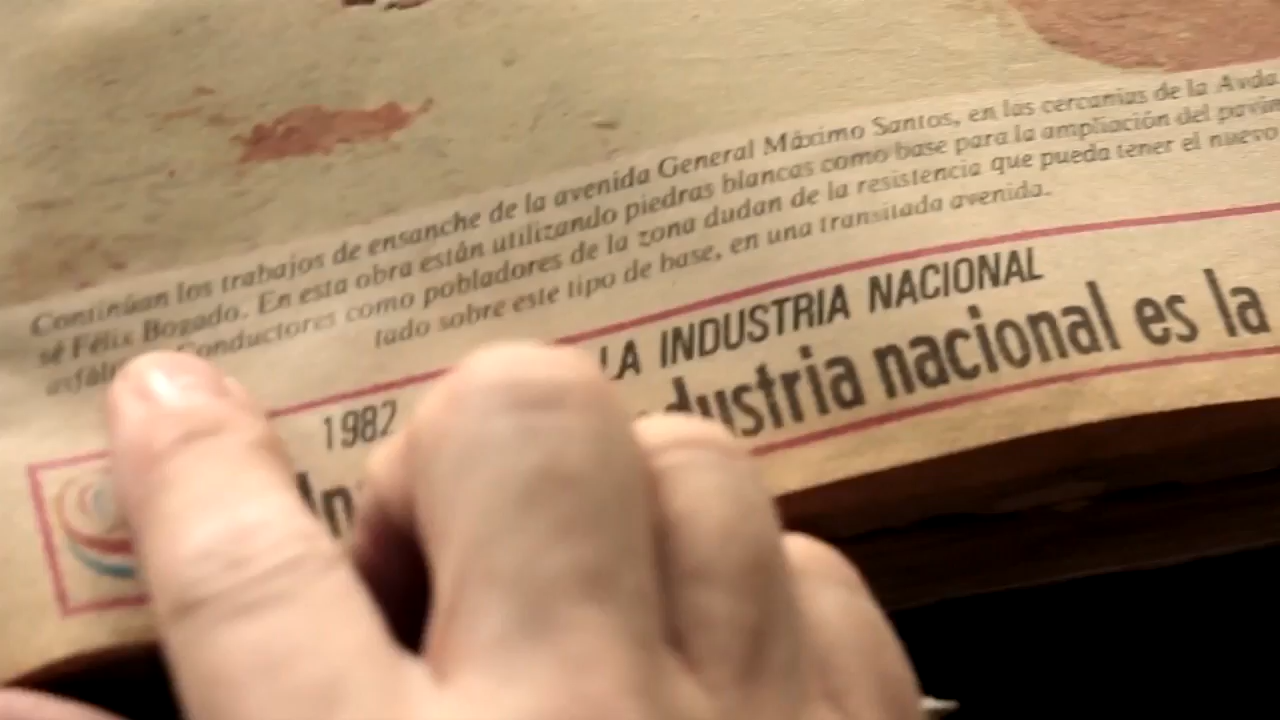 Continúan los trabajos de ensanche de la avenida General Máximo Santos, en las cercanías de la Avda.
sé Félix Bogado. En esta obra están utilizando piedras blancas como base para la ampliación del pavim
asfál Conductores como pobladores de la zona dudan de la resistencia que pueda tener el nuevo
tado sobre este tipo de base, en una transitada avenida.
1982 LA INDUSTRIA NACIONAL
In dustria nacional es la